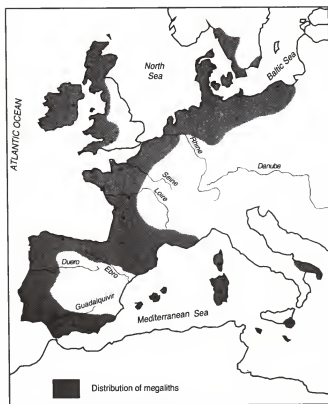 North
Sea
Baltic Sea
ATLANTIC OCEAN
Rhine
Danube
Seine
Loire
Duero
Ebro
Guadalquivir
Mediterranean Sea
Distribution of megaliths